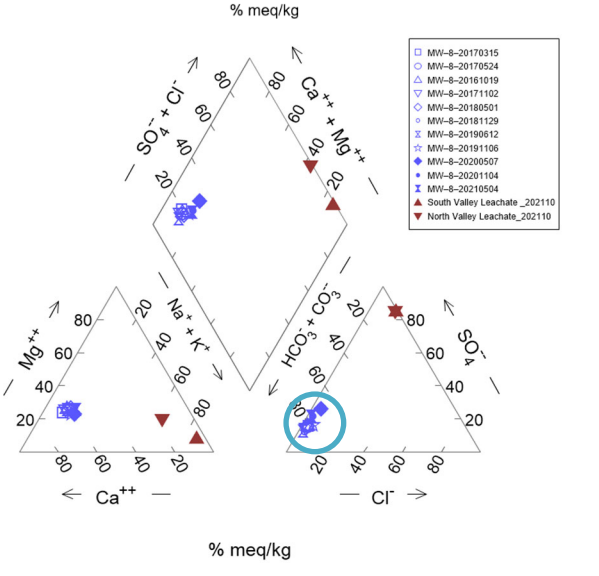 % meq/kg
MW–8–20170315
MW–8–20170524
MW–8–20161019
MW–8–20171102
MW–8–20180501
MW–8–20181129
MW–8–20190612
MW–8–20191106
MW–8–20200507
MW–8–20201104
MW–8–20210504
South Valley Leachate _202110
North Valley Leachate_202110
SO₄⁻⁻ + Cl⁻
80
60
40
20
Ca⁺⁺ + Mg⁺⁺
80
60
40
20
Mg⁺⁺
80
60
40
20
Na⁺ + K⁺
20
40
60
80
Ca⁺⁺
80
60
40
20
HCO₃⁻ + CO₃⁻⁻
20
40
60
80
SO₄⁻⁻
80
60
40
20
Cl⁻
20
40
60
80
% meq/kg